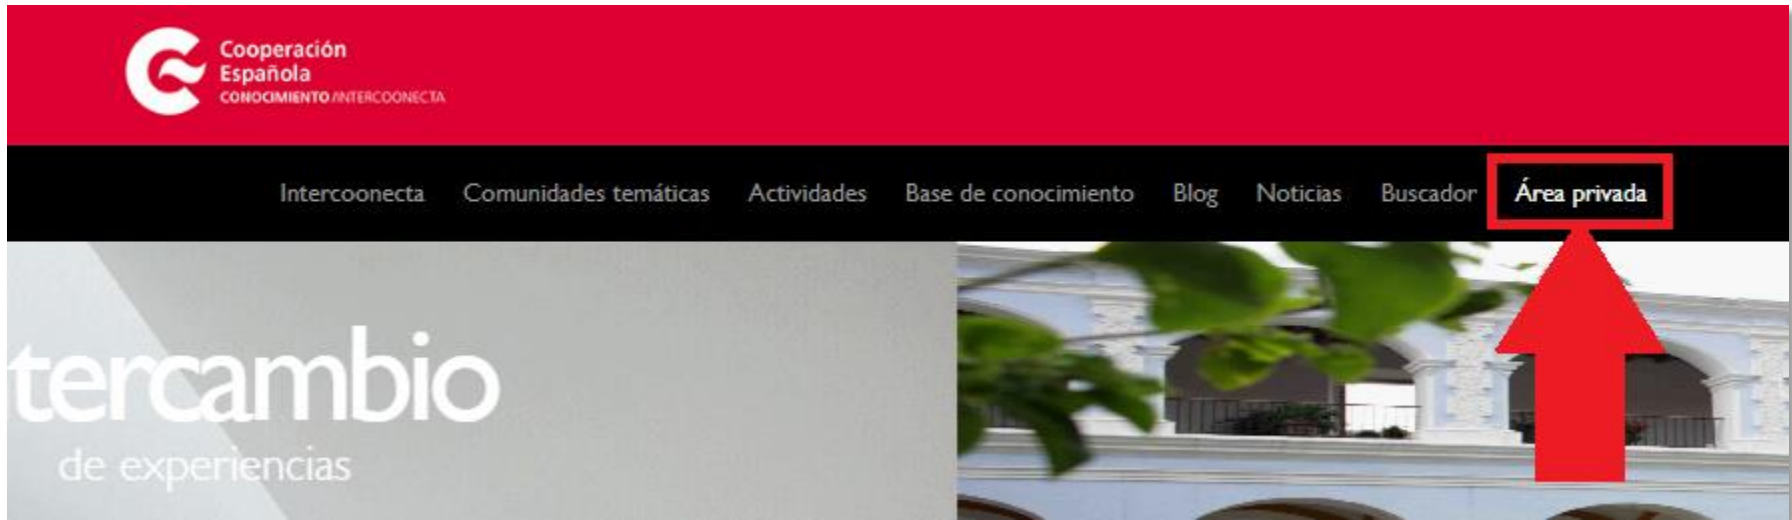 Cooperación
Española
CONOCIMIENTO/INTERCOONECTA
Intercoonecta Comunidades temáticas Actividades Base de conocimiento Blog Noticias Buscador Área privada
tercambio
de experiencias